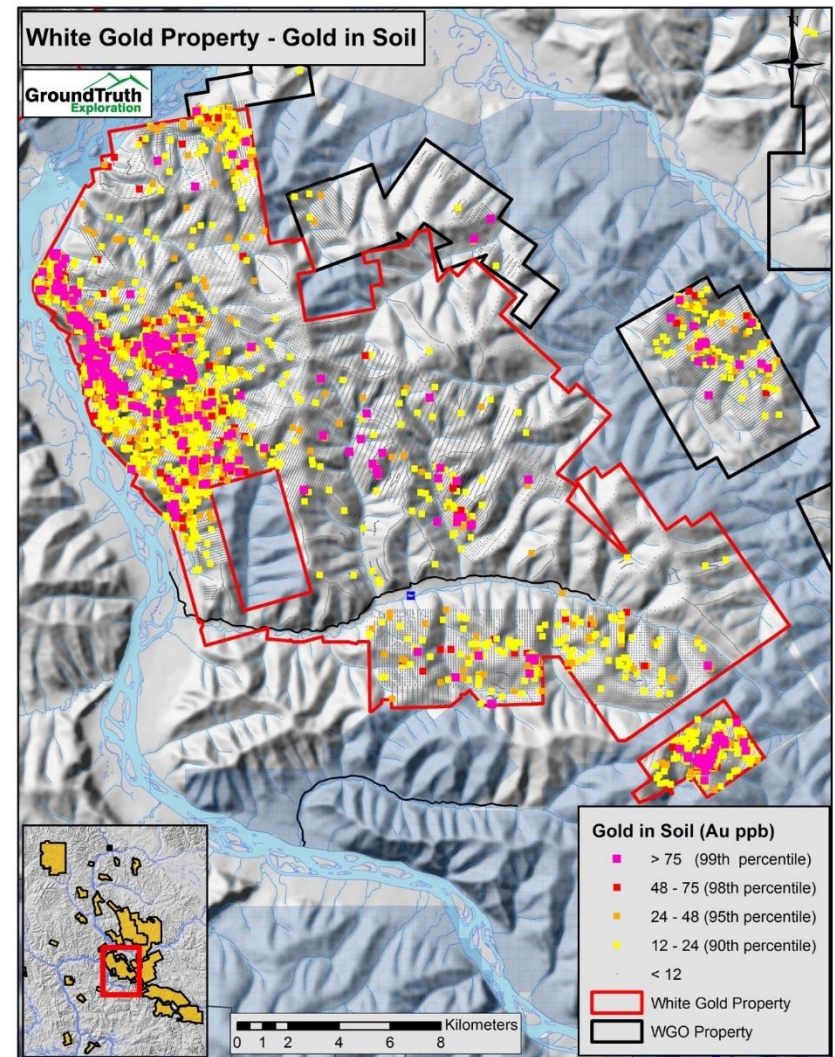 White Gold Property - Gold in Soil
GroundTruth
Exploration
N
Gold in Soil (Au ppb)
> 75 (99th percentile)
48 - 75 (98th percentile)
24 - 48 (95th percentile)
12 - 24 (90th percentile)
< 12
White Gold Property
WGO Property
Kilometers
0 1 2 4 6 8